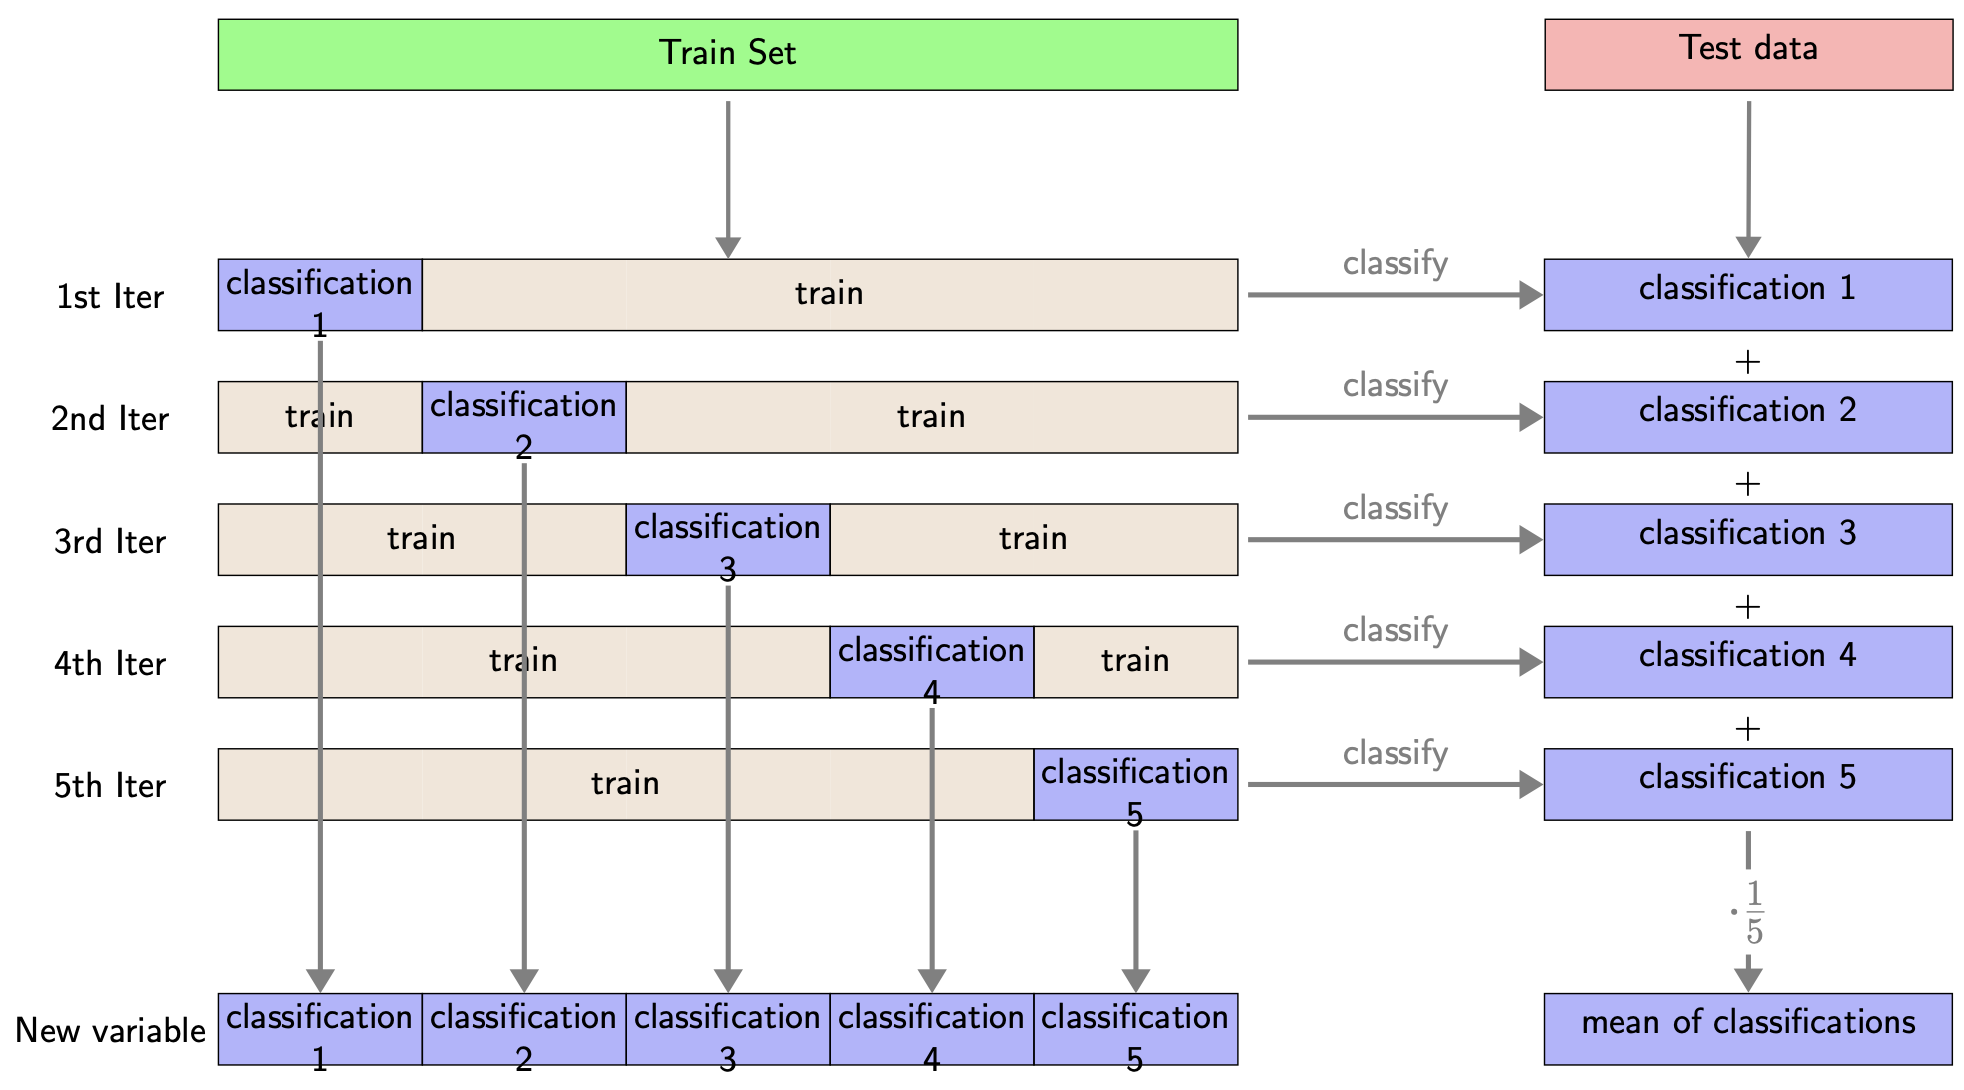 Train Set
Test data
1st Iter
classification
1
train
classify
classification 1
+
2nd Iter
train
classification
2
train
classify
classification 2
+
3rd Iter
train
classification
3
train
classify
classification 3
+
4th Iter
train
classification
4
train
classify
classification 4
+
5th Iter
train
classification
5
classify
classification 5
· 1/5
New variable
classification
1
classification
2
classification
3
classification
4
classification
5
mean of classifications